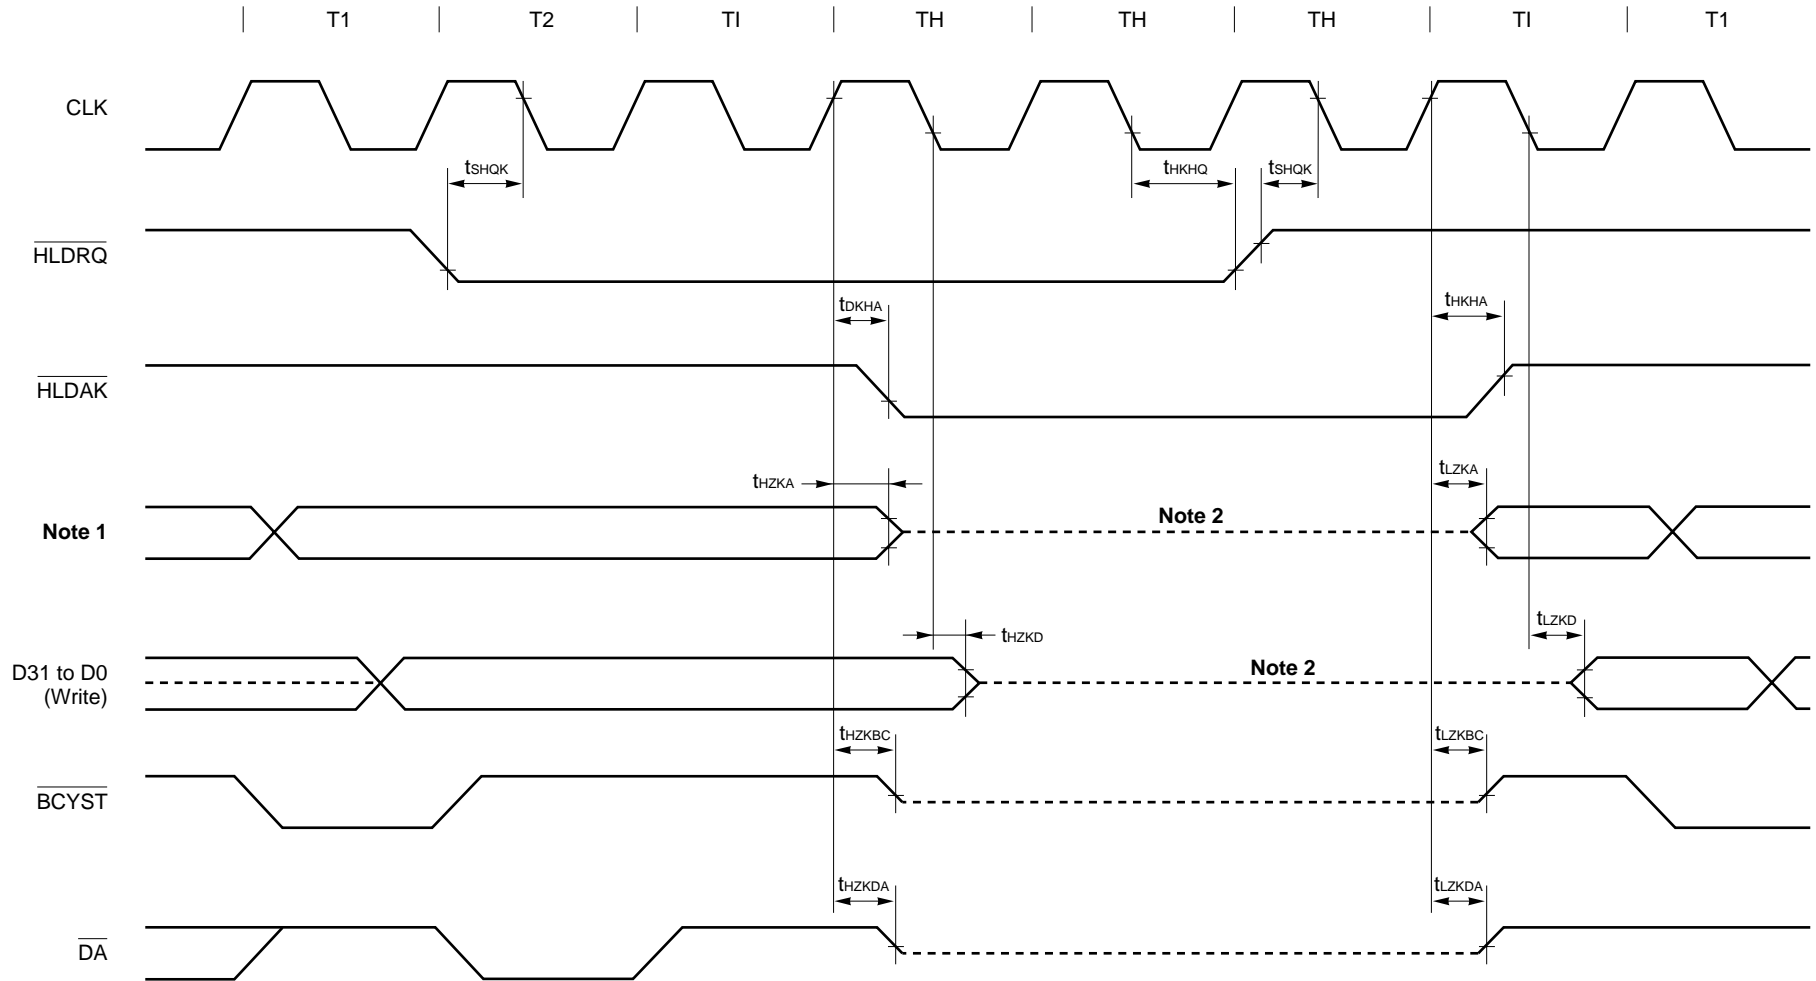 T1 T2 TI TH TH TH TI T1
CLK
tSHQK tHKHQ tSHQK
HLDRQ
tDKHA tHKHA
HLDAK
tHZKA tLZKA
Note 1 Note 2
tHZKD tLZKD
D31 to D0
(Write)
Note 2
tHZKBC tLZKBC
BCYST
tHZKDA tLZKDA
DA